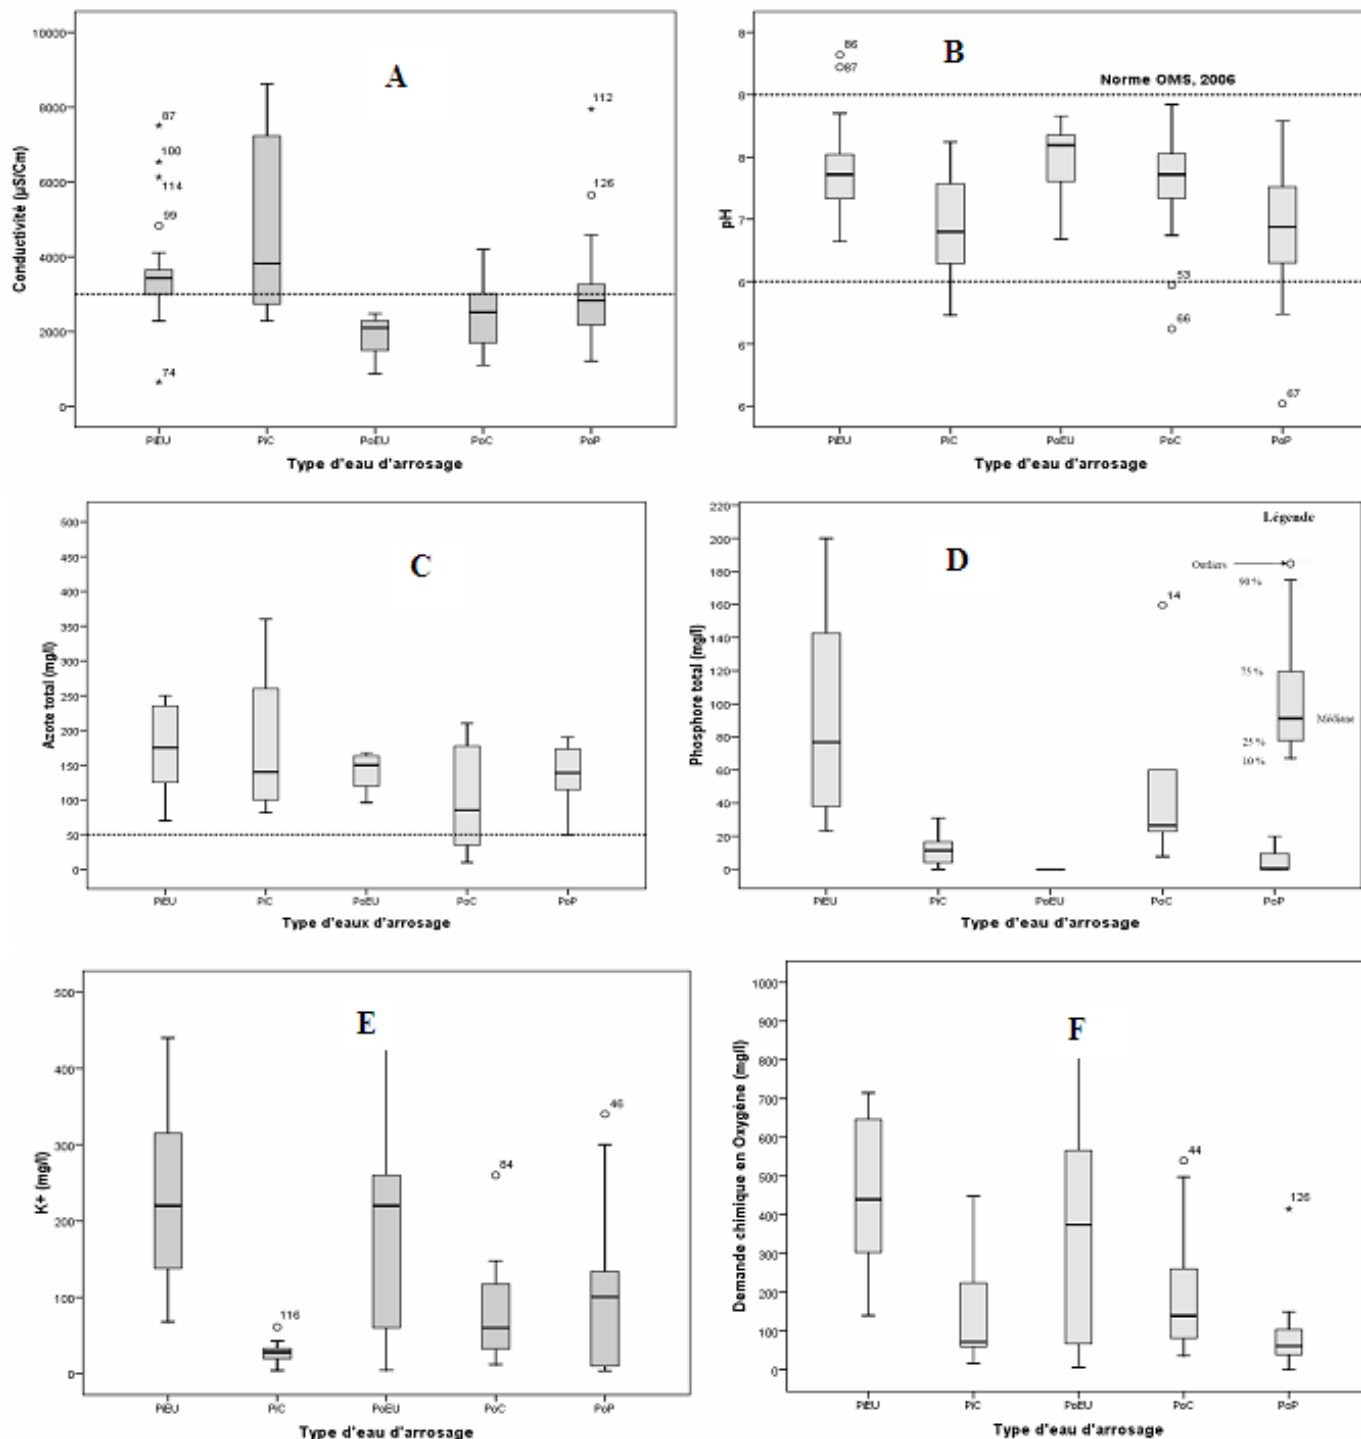 A
10000
8000
6000
4000
2000
0
Conductivité (µS/Cm)
87
100
114
99
74
112
126
PiEU PiC PoEU PoC PoP
Type d'eau d'arrosage
B
8
8
8
7
6
6
6
pH
Norme OMS, 2006
86
87
53
66
67
PiEU PiC PoEU PoC PoP
Type d'eau d'arrosage
C
500
450
400
350
300
250
200
150
100
50
0
Azote total (mg/l)
PiEU PiC PoEU PoC PoP
Type d'eaux d'arrosage
D
220
200
180
160
140
120
100
80
60
40
20
0
Phosphore total (mg/l)
14
Légende
Outliers
90 %
75 %
Médiane
25 %
10 %
PiEU PiC PoEU PoC PoP
Type d'eau d'arrosage
E
500
400
300
200
100
0
K+ (mg/l)
116
84
46
PiEU PiC PoEU PoC PoP
Type d'eau d'arrosage
F
1000
900
800
700
600
500
400
300
200
100
0
Demande chimique en Oxygène (mg/l)
44
126
PiEU PiC PoEU PoC PoP
Type d'eau d'arrosage